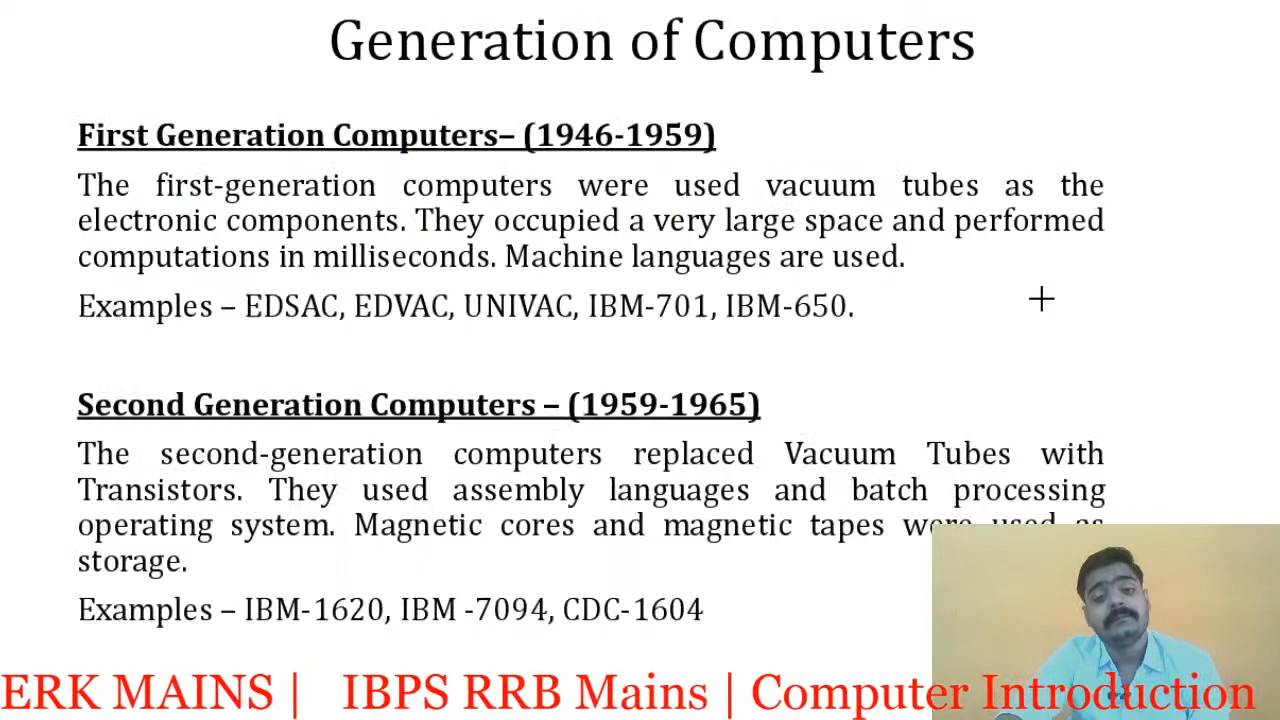 Generation of Computers
First Generation Computers– (1946-1959)
The first-generation computers were used vacuum tubes as the
electronic components. They occupied a very large space and performed
computations in milliseconds. Machine languages are used.
Examples – EDSAC, EDVAC, UNIVAC, IBM-701, IBM-650.
Second Generation Computers – (1959-1965)
The second-generation computers replaced Vacuum Tubes with
Transistors. They used assembly languages and batch processing
operating system. Magnetic cores and magnetic tapes were used as
storage.
Examples – IBM-1620, IBM -7094, CDC-1604
ERK MAINS | IBPS RRB Mains | Computer Introduction